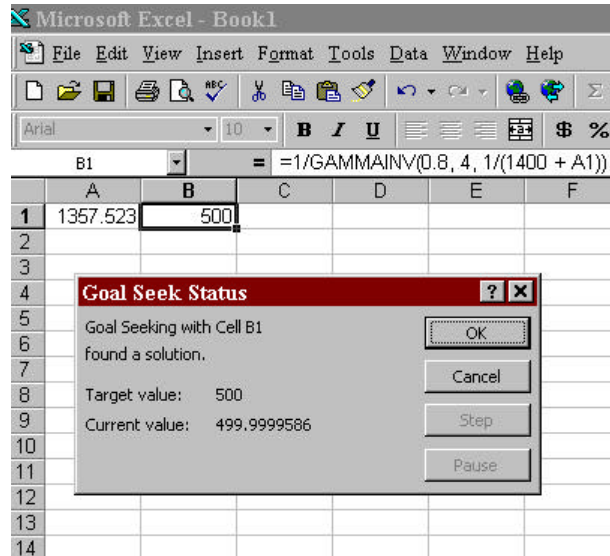 Microsoft Excel - Book1
File Edit View Insert Format Tools Data Window Help
ABC
Arial 10 B I U $ %
B1 = =1/GAMMAINV(0.8, 4, 1/(1400 + A1))
A B C D E F
1 1357.523 500
2
3
4
5
6
7
8
9
10
11
12
13
14
Goal Seek Status
Goal Seeking with Cell B1
found a solution.
Target value: 500
Current value: 499.9999586
OK
Cancel
Step
Pause